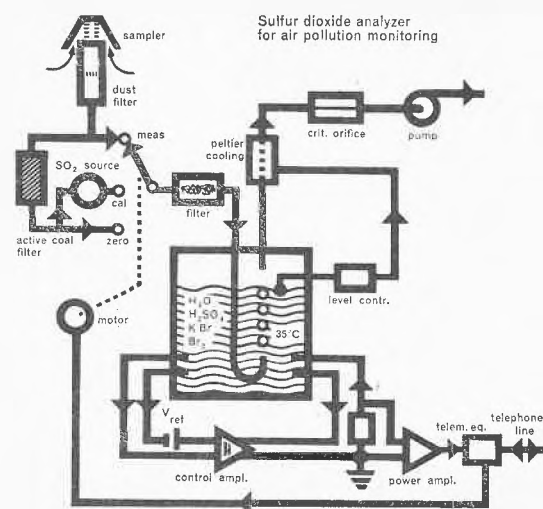 Sulfur dioxide analyzer
for air pollution monitoring
sampler
dust
filter
meas
SO₂ source
cal
zero
active coal
filter
filter
peltier
cooling
crit. orifice
pump
level contr.
motor
H₂O
H₂SO₄
K Br
Br₂
35°C
V ref
control ampl.
power ampl.
telem. eq.
telephone
line